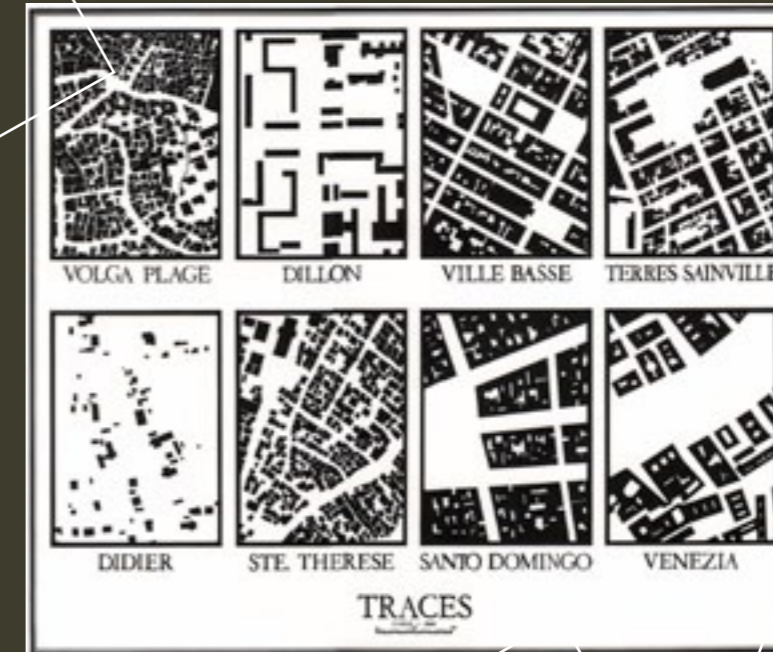 VOLGA PLAGE
DILLON
VILLE BASSE
TERRES SAINVILLE
DIDIER
STE. THERESE
SANTO DOMINGO
VENEZIA
TRACES